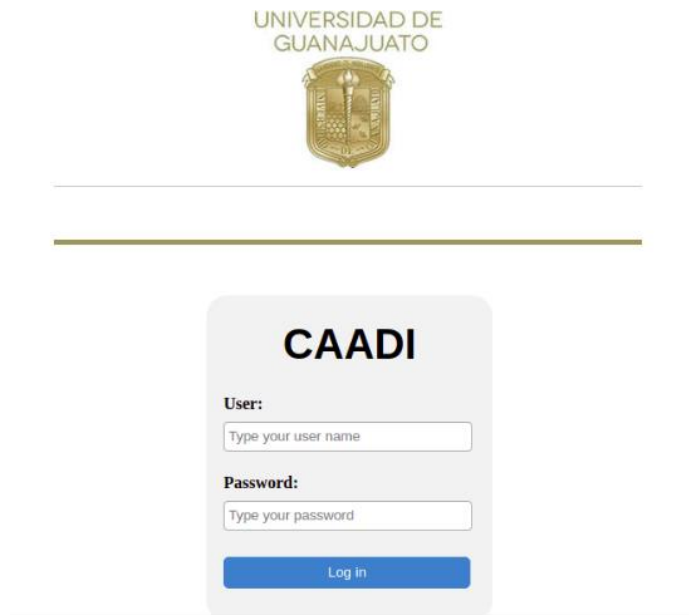 UNIVERSIDAD DE
GUANAJUATO
CAADI
User:
Type your user name
Password:
Type your password
Log in